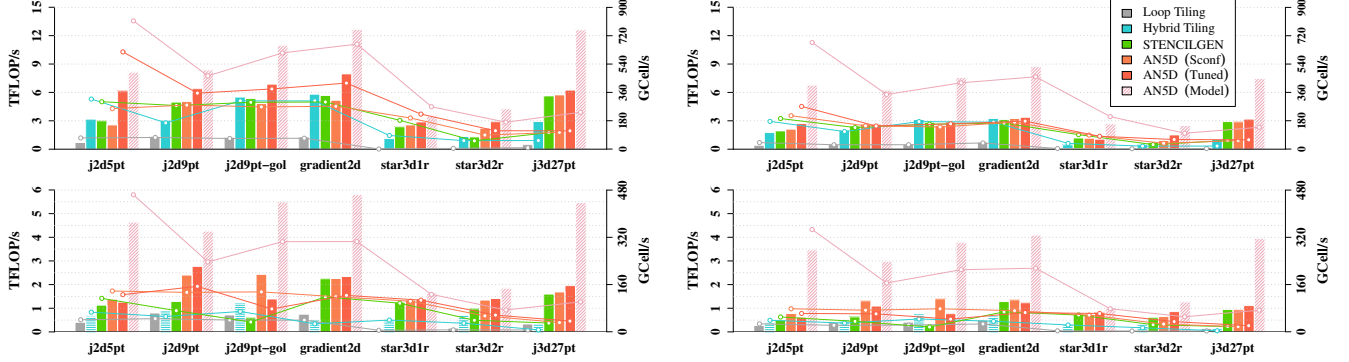 TFLOP/s
15
12
9
6
3
0
900
720
540
360
180
0
GCell/s
j2d5pt j2d9pt j2d9pt−gol gradient2d star3d1r star3d2r j3d27pt
TFLOP/s
15
12
9
6
3
0
Loop Tiling
Hybrid Tiling
STENCILGEN
AN5D (Sconf)
AN5D (Tuned)
AN5D (Model)
900
720
540
360
180
0
GCell/s
j2d5pt j2d9pt j2d9pt−gol gradient2d star3d1r star3d2r j3d27pt
TFLOP/s
6
5
4
3
2
1
0
480
320
160
0
GCell/s
j2d5pt j2d9pt j2d9pt−gol gradient2d star3d1r star3d2r j3d27pt
TFLOP/s
6
5
4
3
2
1
0
480
320
160
0
GCell/s
j2d5pt j2d9pt j2d9pt−gol gradient2d star3d1r star3d2r j3d27pt